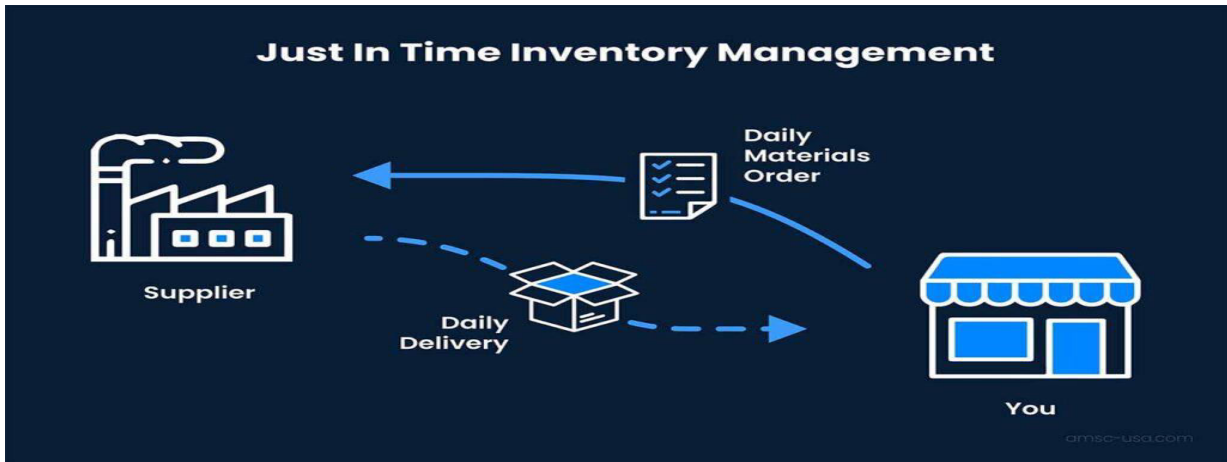 Just In Time Inventory Management
Daily
Materials
Order
Supplier
Daily
Delivery
You
amsc-usa.com